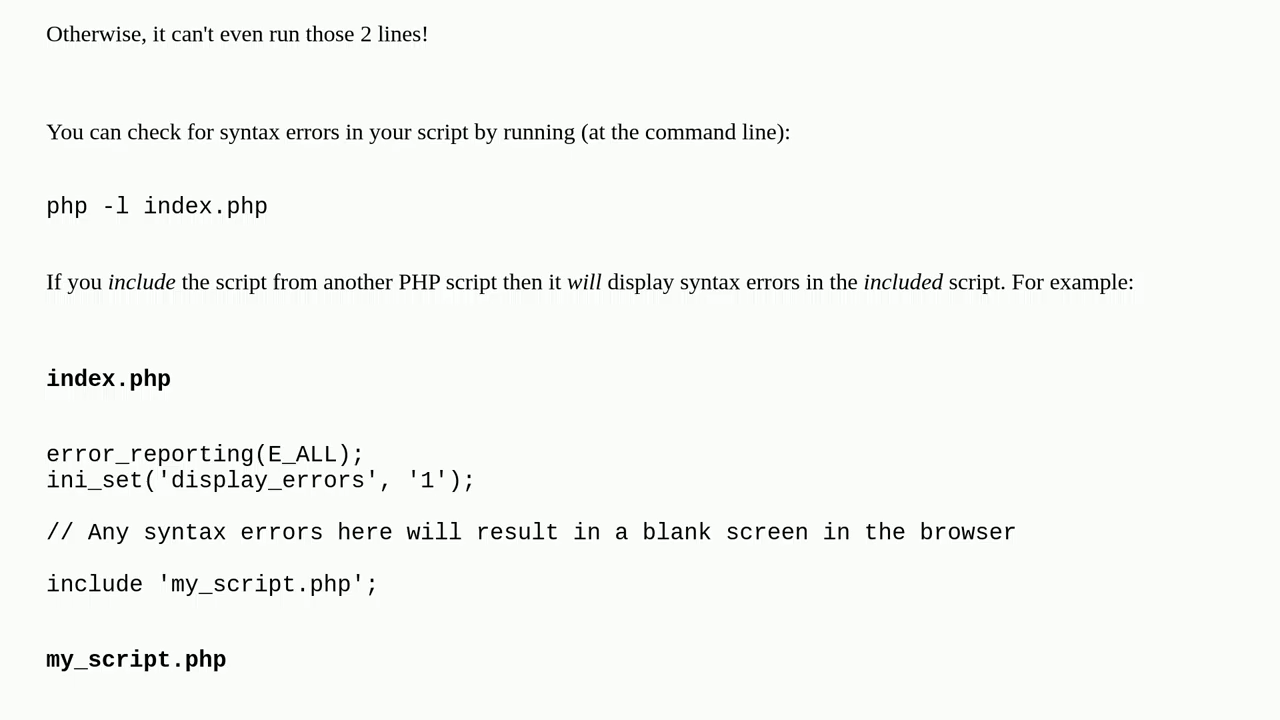 Otherwise, it can't even run those 2 lines!
You can check for syntax errors in your script by running (at the command line):
php -l index.php
If you include the script from another PHP script then it will display syntax errors in the included script. For example:
index.php
error_reporting(E_ALL);
ini_set('display_errors', '1');
// Any syntax errors here will result in a blank screen in the browser
include 'my_script.php';
my_script.php